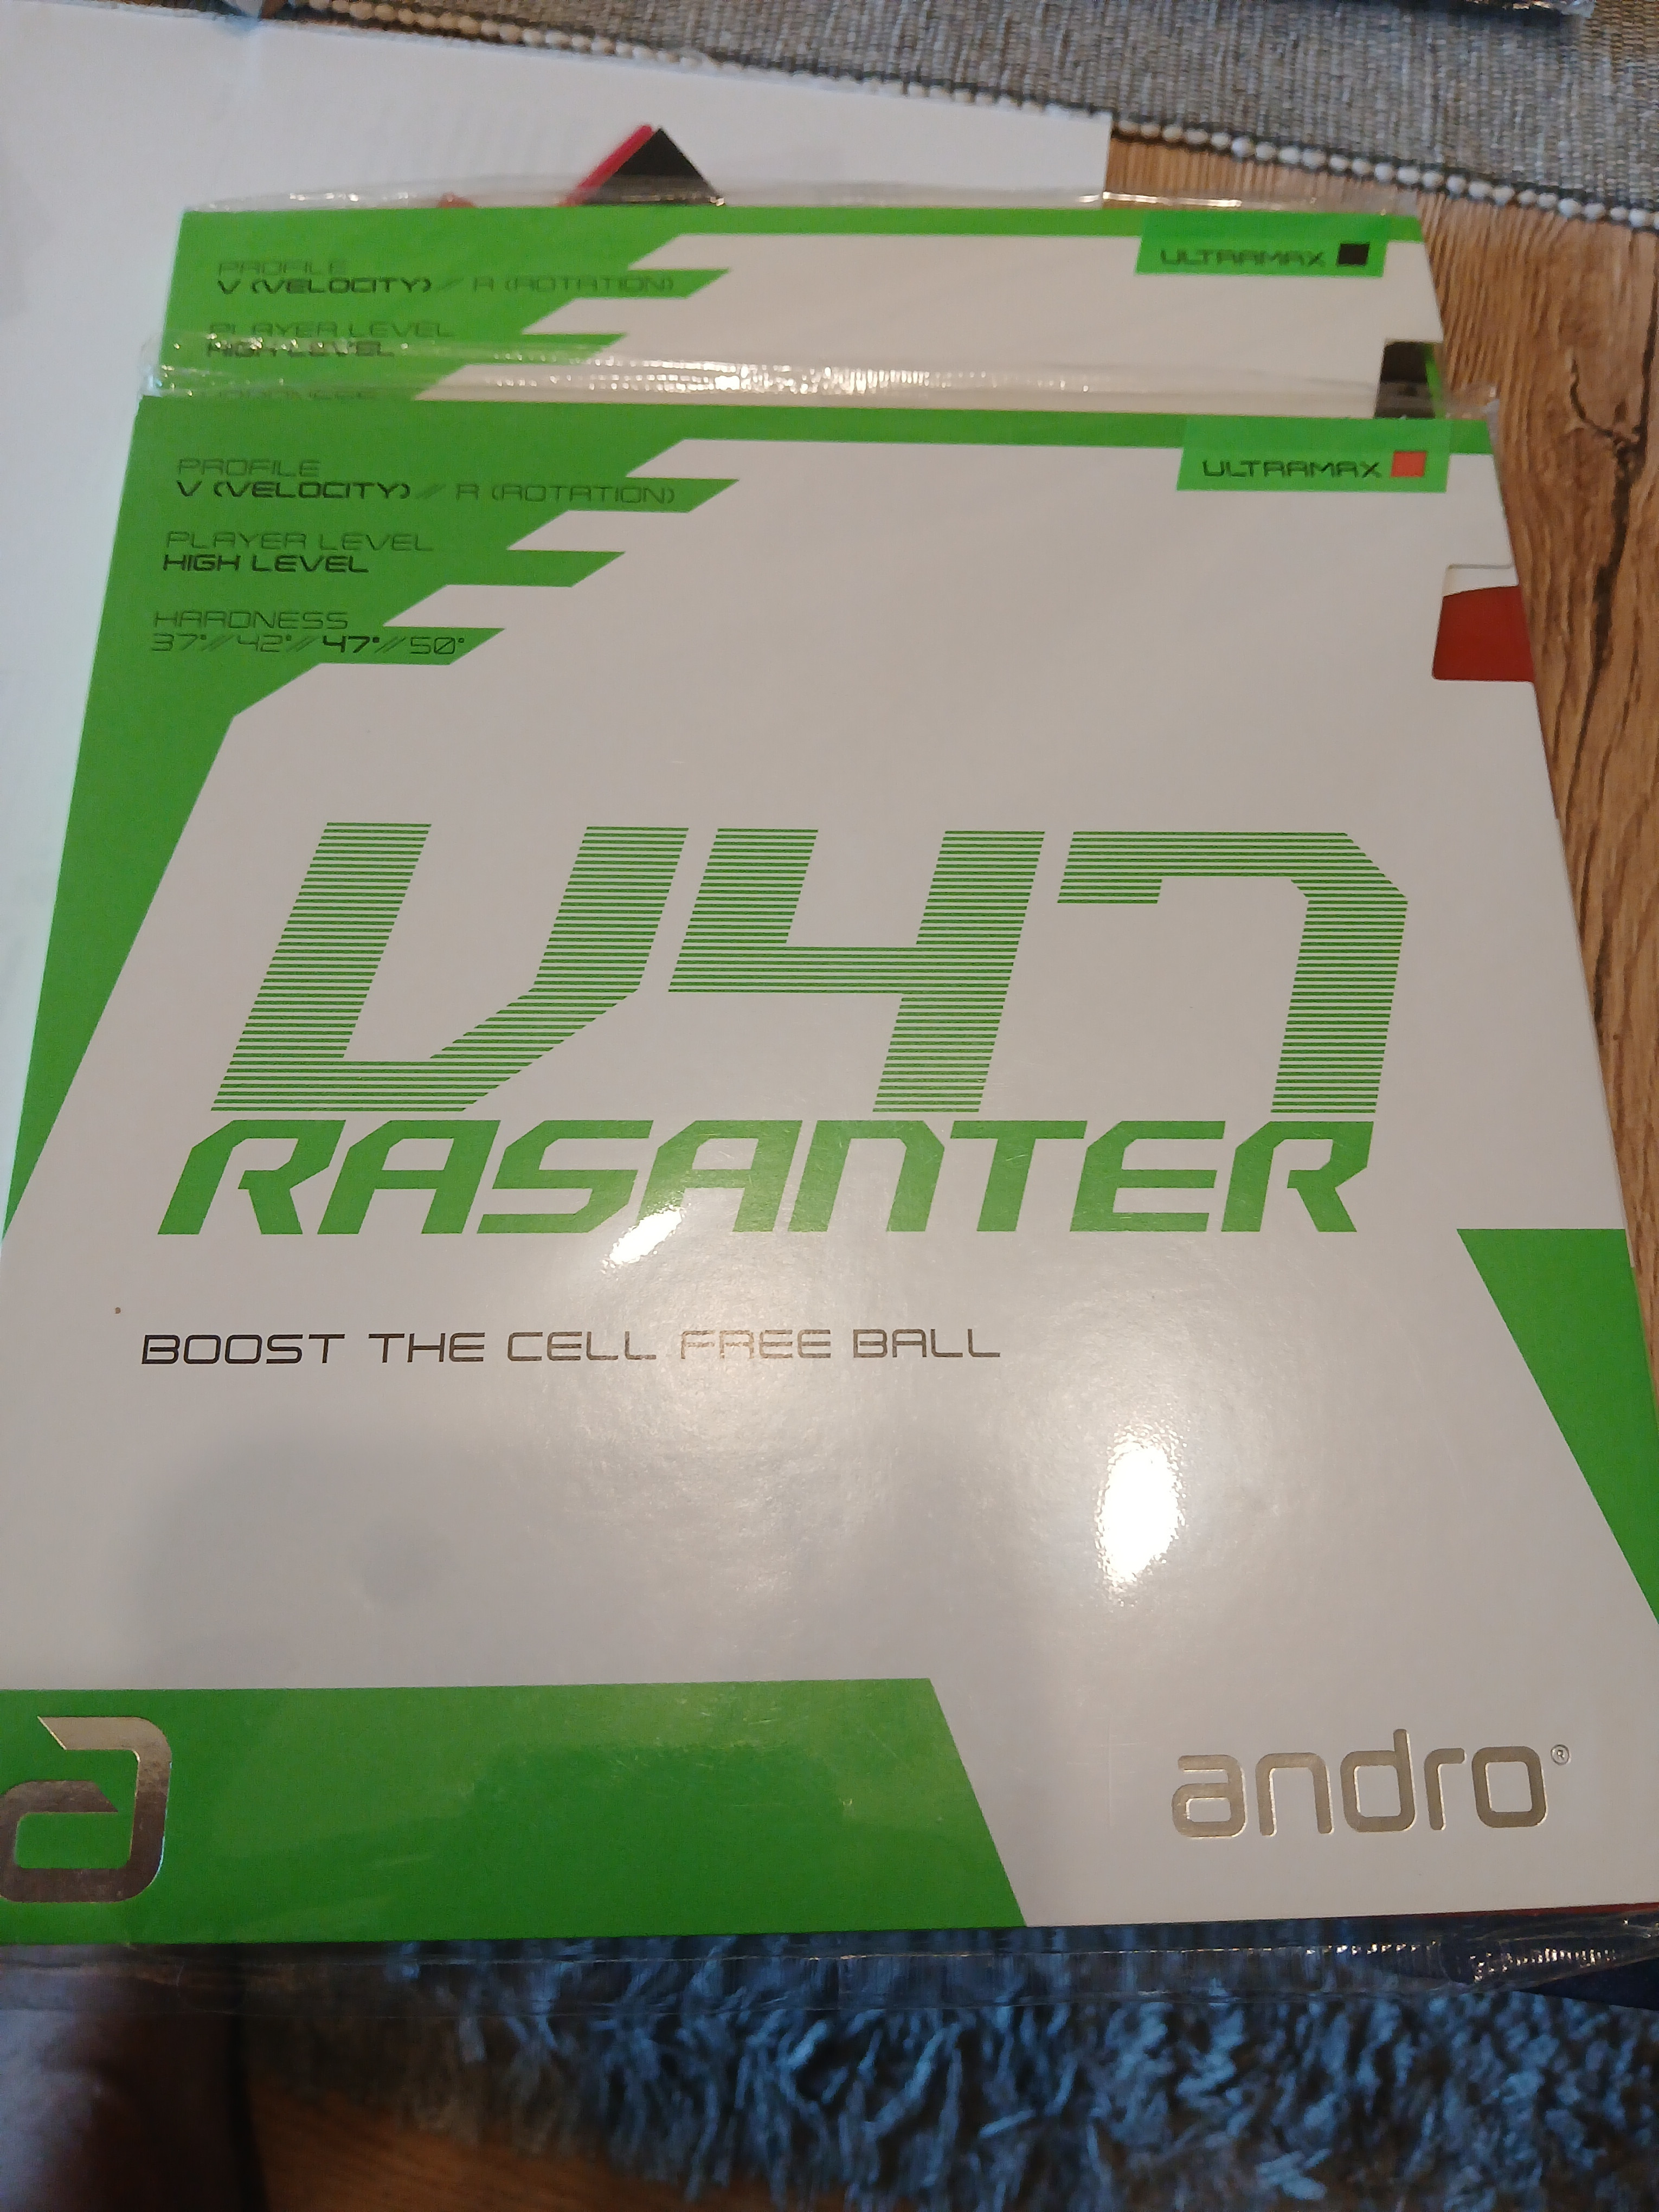 PROFILE
V (VELOCITY) // R (ROTATION)
PLAYER LEVEL
HIGH LEVEL
HARDNESS
ULTRAMAX
PROFILE
V (VELOCITY) // R (ROTATION)
PLAYER LEVEL
HIGH LEVEL
HARDNESS
37°//42°//47°//50°
ULTRAMAX
V47
RASANTER
BOOST THE CELL FREE BALL
a
andro®